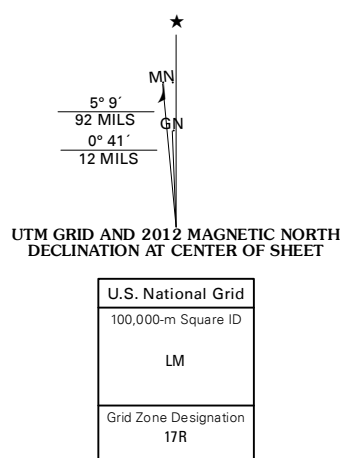 ★
MN
5° 9´
92 MILS
GN
0° 41´
12 MILS
UTM GRID AND 2012 MAGNETIC NORTH
DECLINATION AT CENTER OF SHEET
U.S. National Grid
100,000-m Square ID
LM
Grid Zone Designation
17R